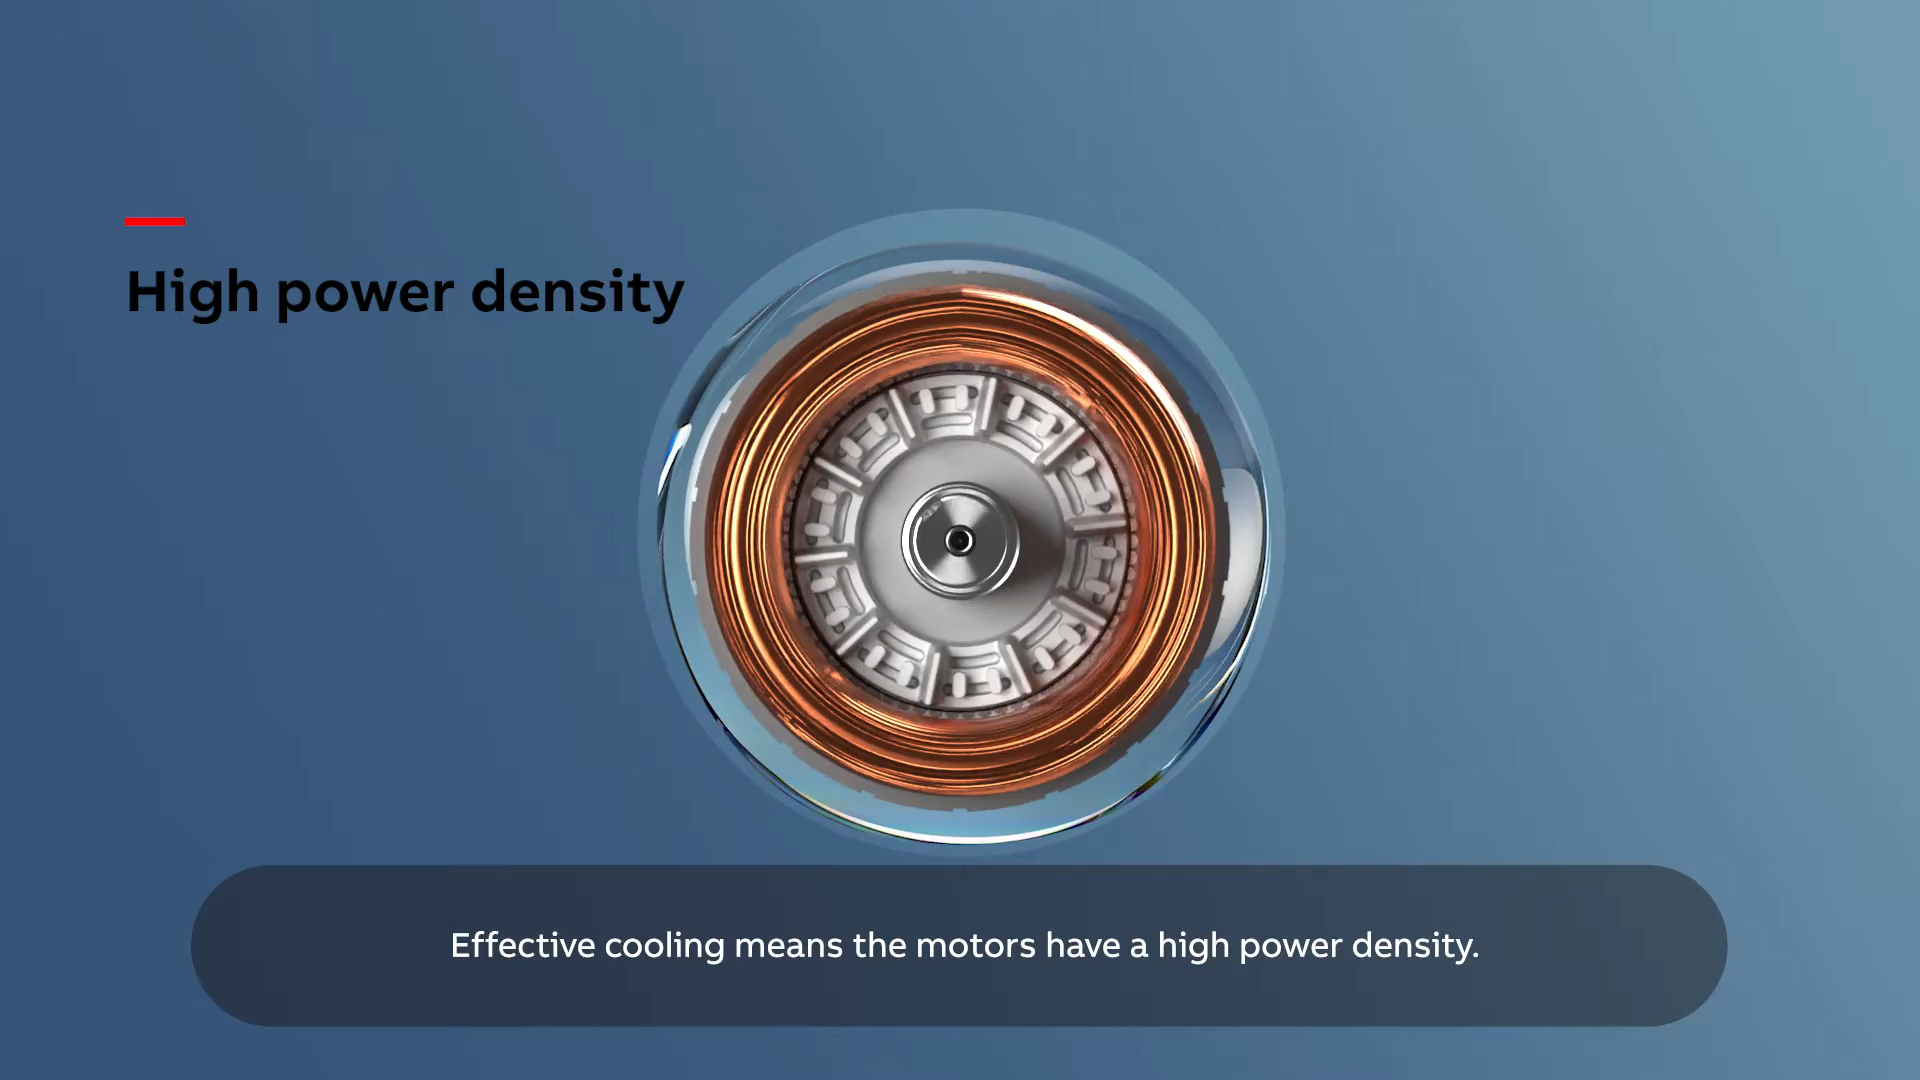 High power density
Effective cooling means the motors have a high power density.